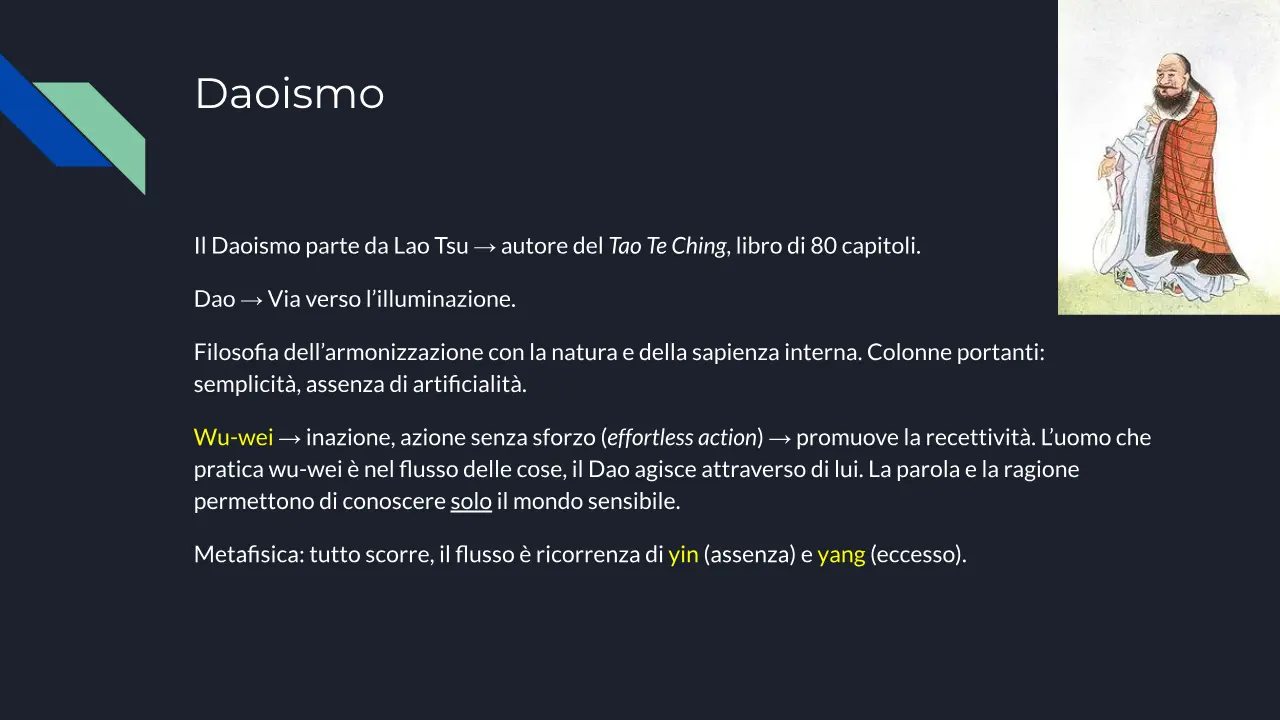 Daoismo
Il Daoismo parte da Lao Tsu → autore del Tao Te Ching, libro di 80 capitoli.
Dao → Via verso l’illuminazione.
Filosofia dell’armonizzazione con la natura e della sapienza interna. Colonne portanti:
semplicità, assenza di artificialità.
Wu-wei → inazione, azione senza sforzo (effortless action) → promuove la recettività. L’uomo che
pratica wu-wei è nel flusso delle cose, il Dao agisce attraverso di lui. La parola e la ragione
permettono di conoscere solo il mondo sensibile.
Metafisica: tutto scorre, il flusso è ricorrenza di yin (assenza) e yang (eccesso).